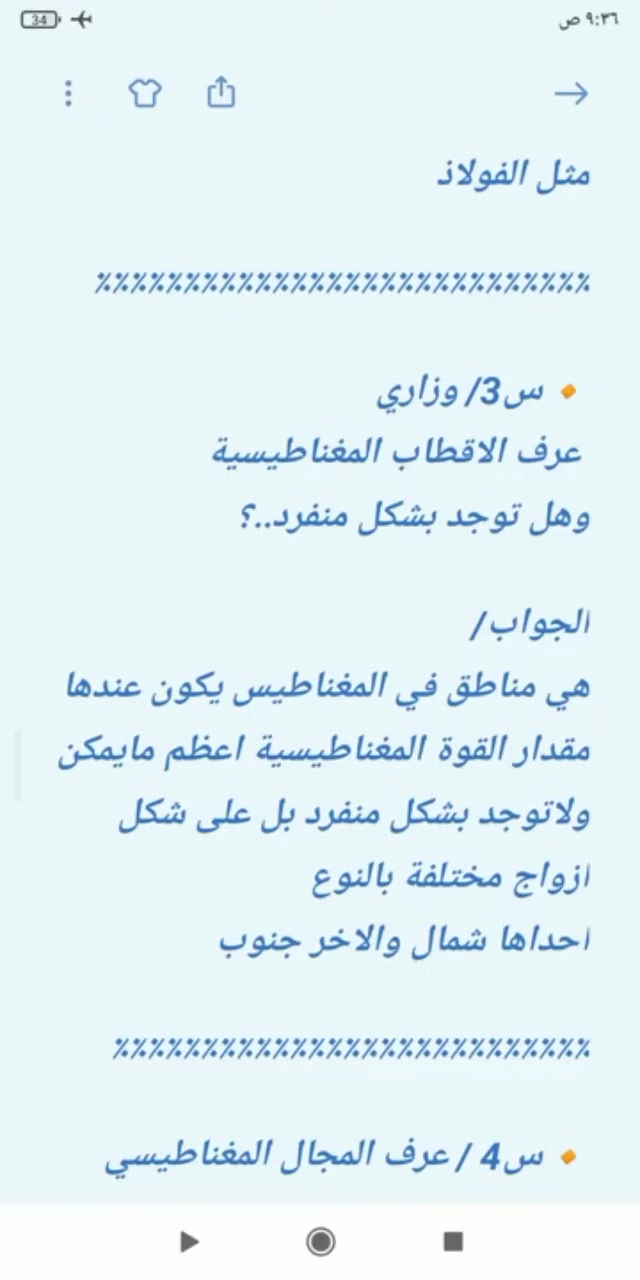 ٩:٣٦ ص
34
مثل الفولاذ
٪٪٪٪٪٪٪٪٪٪٪٪٪٪٪٪٪٪٪٪٪٪٪٪٪٪٪
🔸 س3/ وزاري
عرف الاقطاب المغناطيسية
وهل توجد بشكل منفرد..؟
الجواب/
هي مناطق في المغناطيس يكون عندها
مقدار القوة المغناطيسية اعظم مايمكن
ولاتوجد بشكل منفرد بل على شكل
ازواج مختلفة بالنوع
احداها شمال والاخر جنوب
٪٪٪٪٪٪٪٪٪٪٪٪٪٪٪٪٪٪٪٪٪٪٪٪٪٪
🔸 س4 / عرف المجال المغناطيسي